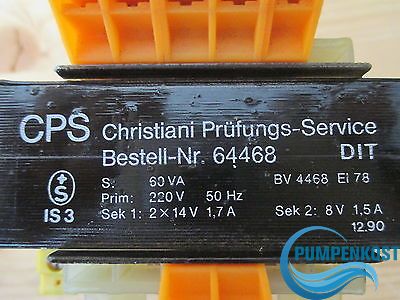 CPS Christiani Prüfungs-Service
Bestell-Nr. 64468 DIT
S: 60 VA BV 4468 Ei 78
Prim: 220 V 50 Hz
IS 3 Sek 1: 2 × 14 V 1,7 A Sek 2: 8 V 1,5 A
12.90
PUMPENKOST